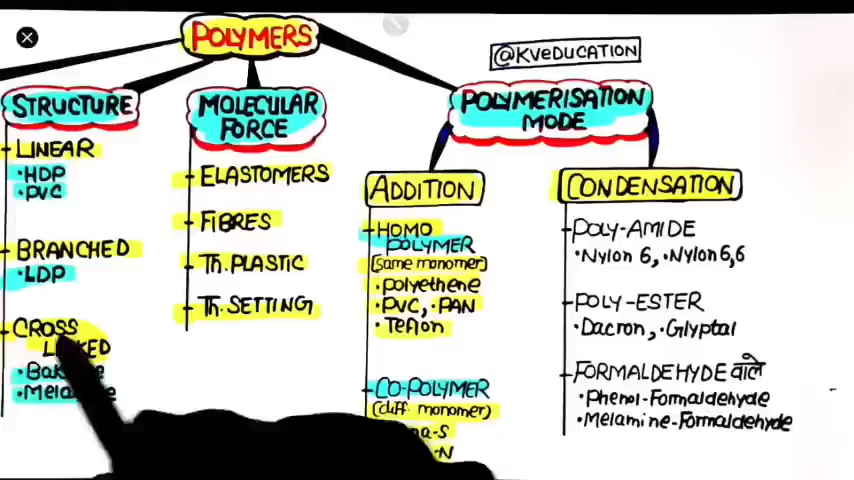 POLYMERS
@KVEDUCATION
STRUCTURE
LINEAR
• HDP
• PVC
BRANCHED
• LDP
CROSS
• Melamine
MOLECULAR
FORCE
ELASTOMERS
FIBRES
Th. PLASTIC
Th. SETTING
POLYMERISATION
MODE
ADDITION
HOMO
POLYMER
(same monomer)
• polyethene
• PVC, • PAN
• Teflon
CO-POLYMER
(diff. monomer)
CONDENSATION
POLY-AMIDE
• Nylon 6, • Nylon 6,6
POLY-ESTER
• Dacron, • Glyptal
FORMALDEHYDE वाले
• Phenol-Formaldehyde
• Melamine-Formaldehyde